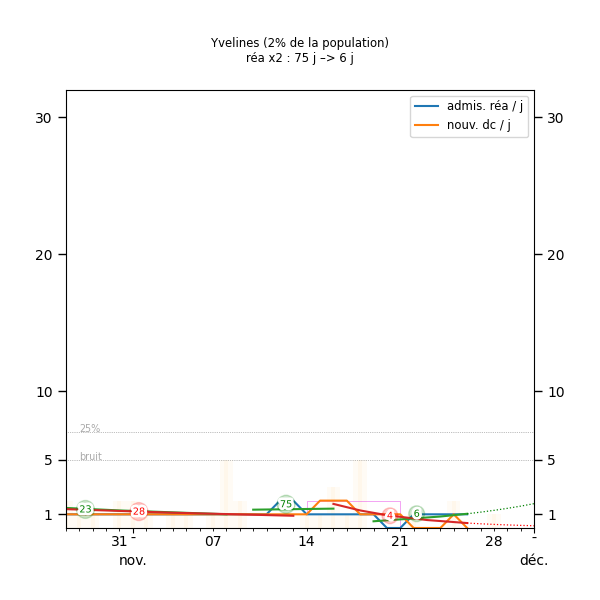 Yvelines (2% de la population)
réa x2 : 75 j –> 6 j
admis. réa / j
nouv. dc / j
30 30
20 20
10 10
25%
5 bruit 5
23 28 75 4 6
1 1
31 - 07 14 21 28 -
nov. déc.